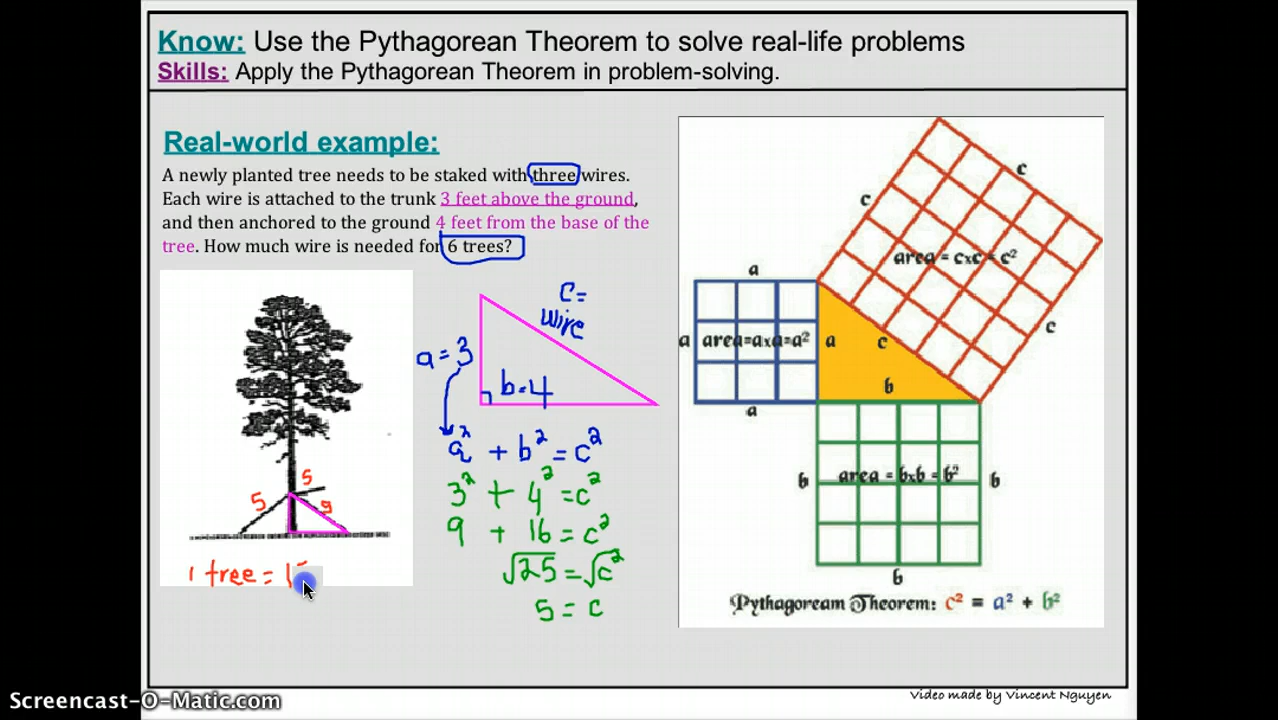 Know: Use the Pythagorean Theorem to solve real-life problems
Skills: Apply the Pythagorean Theorem in problem-solving.
Real-world example:
A newly planted tree needs to be staked with three wires.
Each wire is attached to the trunk 3 feet above the ground,
and then anchored to the ground 4 feet from the base of the
tree. How much wire is needed for 6 trees?
5
5
1 tree = 1
C=
wire
a = 3
b=4
a² + b² = c²
3² + 4² = c²
9 + 16 = c²
√25 = √c²
5 = c
c
c
area = cxc = c²
c
a
a
area=axa=a²
a
a
c
b
b
area = bxb = b²
b
b
Pythagoream Theorem: c² = a² + b²
Video made by Vincent Nguyen
Screencast-O-Matic.com